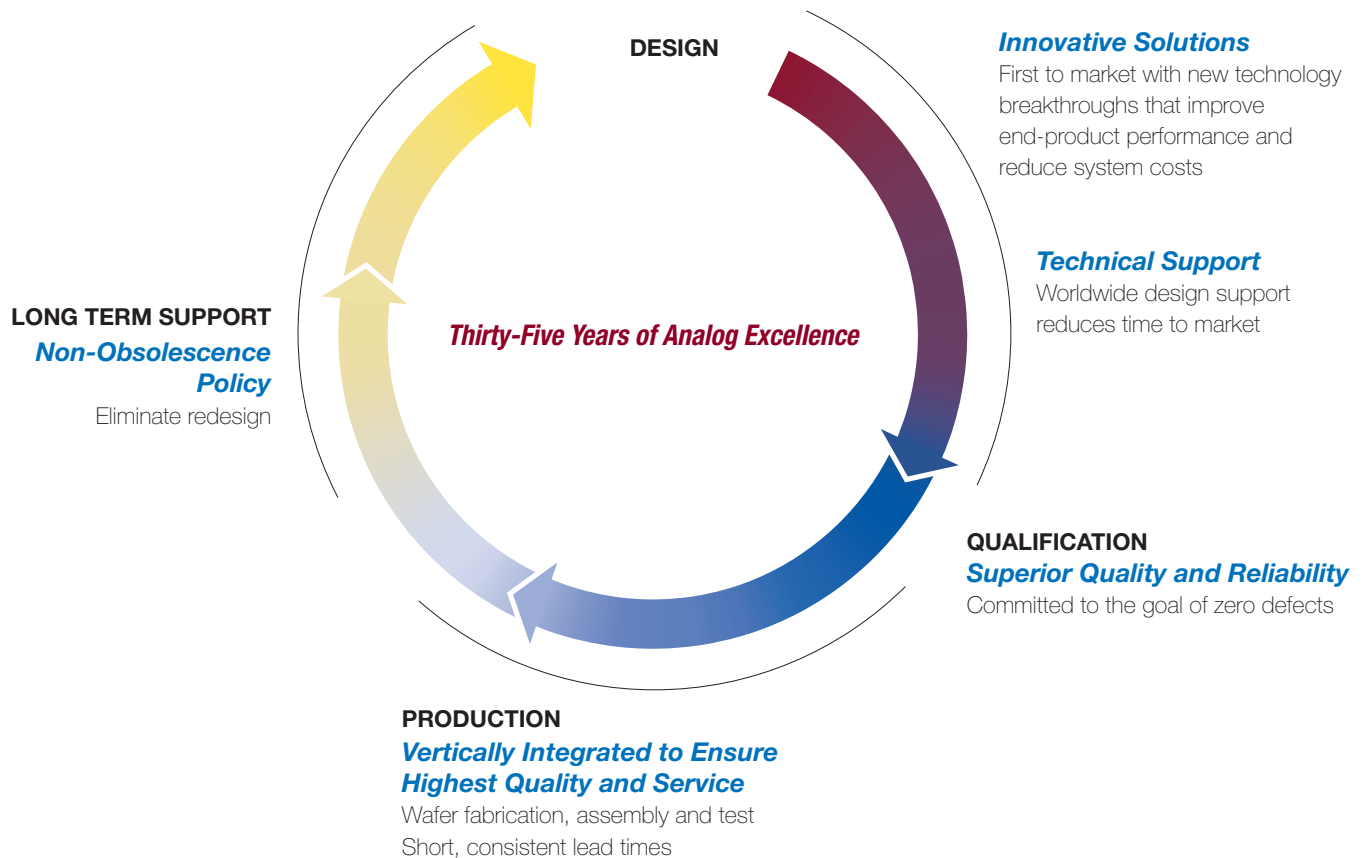 DESIGN
Innovative Solutions
First to market with new technology
breakthroughs that improve
end-product performance and
reduce system costs
Technical Support
Worldwide design support
reduces time to market
QUALIFICATION
Superior Quality and Reliability
Committed to the goal of zero defects
PRODUCTION
Vertically Integrated to Ensure
Highest Quality and Service
Wafer fabrication, assembly and test
Short, consistent lead times
LONG TERM SUPPORT
Non-Obsolescence
Policy
Eliminate redesign
Thirty-Five Years of Analog Excellence